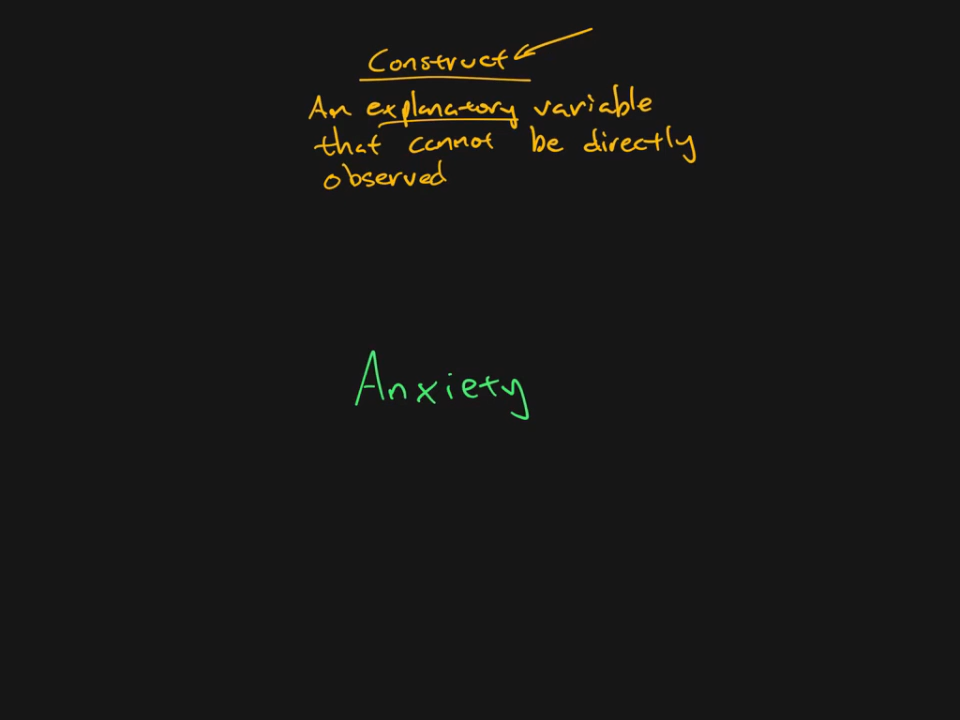 Construct
An explanatory variable
that cannot be directly
observed
Anxiety